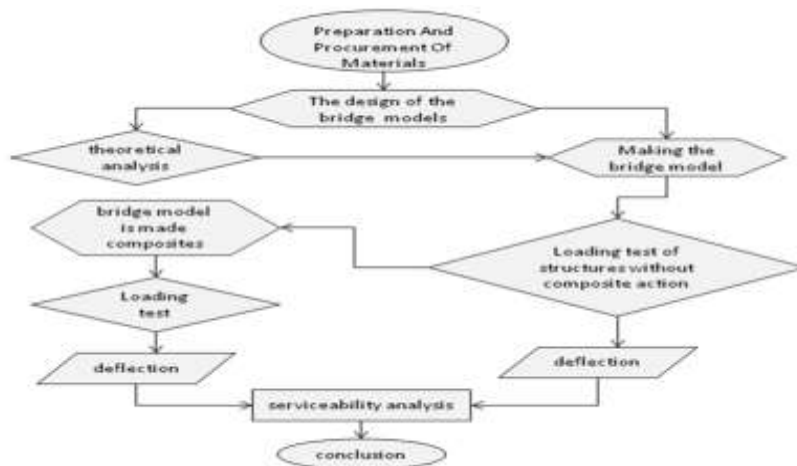 Preparation And
Procurement Of
Materials
The design of the
bridge models
theoretical
analysis
Making the
bridge model
bridge model
is made
composites
Loading test of
structures without
composite action
Loading
test
deflection
deflection
serviceability analysis
conclusion